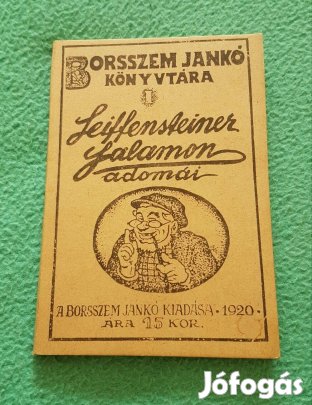 BORSSZEM JANKÓ
KÖNYVTÁRA
1
Seiffensteiner
Salamon
adomái
A BORSSZEM JANKÓ KIADÁSA · 1920 ·
ÁRA 15 KOR.
Jófogás